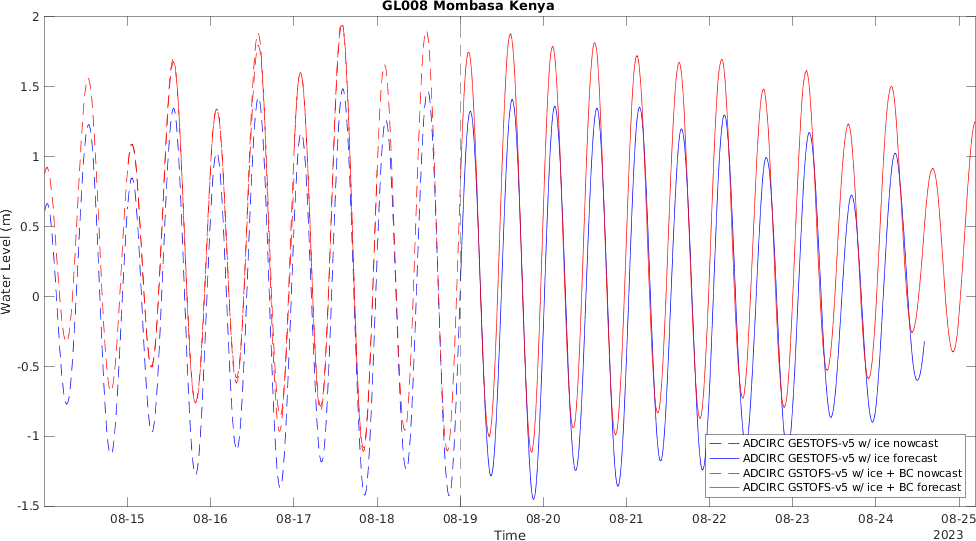 GL008 Mombasa Kenya
2
1.5
1
0.5
0
-0.5
-1
-1.5
Water Level (m)
ADCIRC GESTOFS-v5 w/ ice nowcast
ADCIRC GESTOFS-v5 w/ ice forecast
ADCIRC GSTOFS-v5 w/ ice + BC nowcast
ADCIRC GSTOFS-v5 w/ ice + BC forecast
08-15 08-16 08-17 08-18 08-19 08-20 08-21 08-22 08-23 08-24 08-25
Time
2023